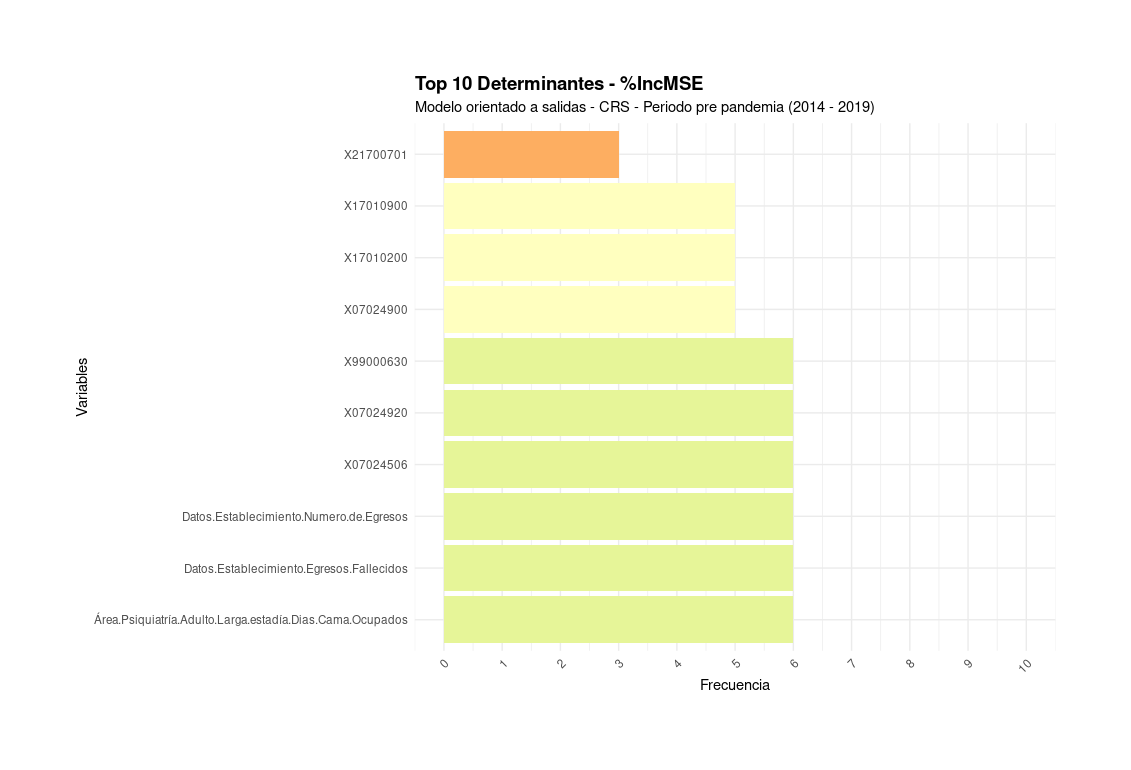 Top 10 Determinantes - %IncMSE
Modelo orientado a salidas - CRS - Periodo pre pandemia (2014 - 2019)
Variables
X21700701
X17010900
X17010200
X07024900
X99000630
X07024920
X07024506
Datos.Establecimiento.Numero.de.Egresos
Datos.Establecimiento.Egresos.Fallecidos
Área.Psiquiatría.Adulto.Larga.estadía.Dias.Cama.Ocupados
0 1 2 3 4 5 6 7 8 9 10
Frecuencia